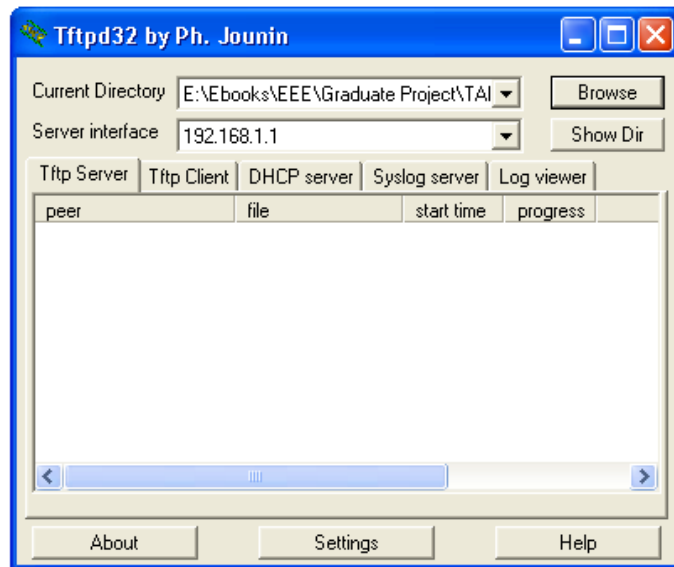 Tftpd32 by Ph. Jounin
Current Directory E:\Ebooks\EEE\Graduate Project\TAI Browse
Server interface 192.168.1.1 Show Dir
Tftp Server Tftp Client DHCP server Syslog server Log viewer
peer file start time progress
About Settings Help